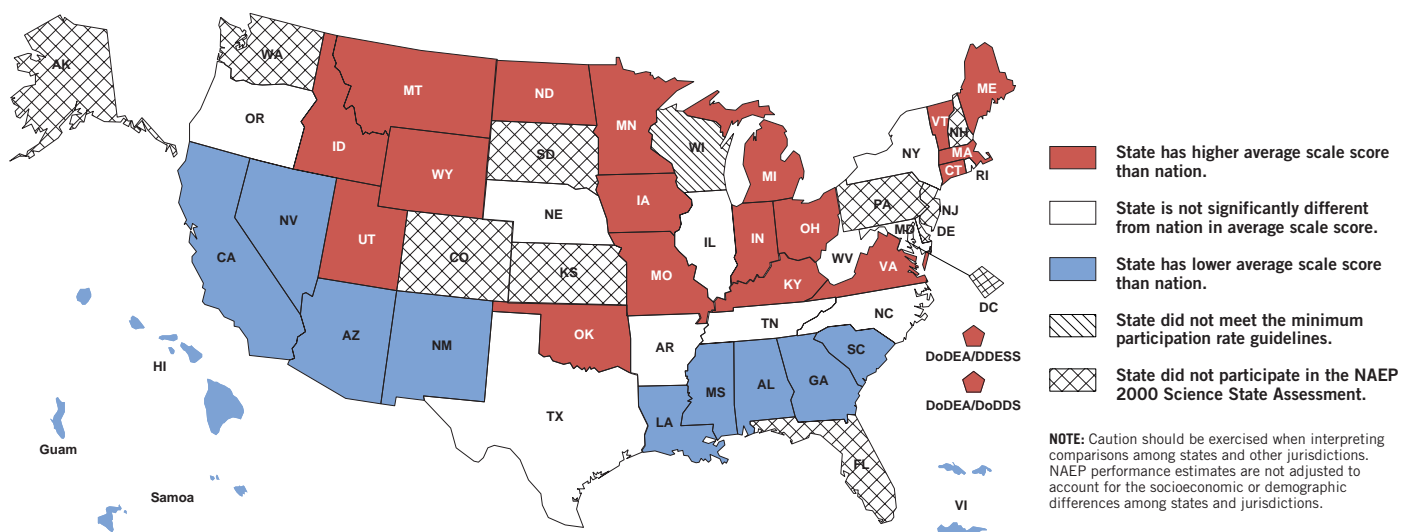 WA
AK
MT
ND
ME
OR
MN
VT
NH
ID
SD
WI
NY
MA
WY
MI
CT
RI
IA
PA
NE
NJ
NV
OH
IL
IN
DE
MD
UT
CO
WV
CA
KS
MO
VA
KY
DC
NC
TN
OK
AZ
NM
AR
SC
DoDEA/DDESS
HI
MS
AL
GA
DoDEA/DoDDS
TX
LA
Guam
FL
Samoa
VI
State has higher average scale score
than nation.
State is not significantly different
from nation in average scale score.
State has lower average scale score
than nation.
State did not meet the minimum
participation rate guidelines.
State did not participate in the NAEP
2000 Science State Assessment.
NOTE: Caution should be exercised when interpreting
comparisons among states and other jurisdictions.
NAEP performance estimates are not adjusted to
account for the socioeconomic or demographic
differences among states and jurisdictions.